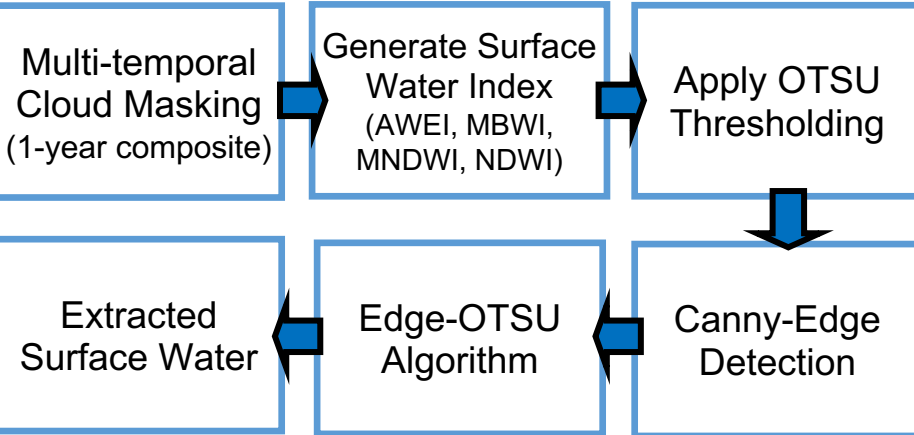 Multi-temporal
Cloud Masking
(1-year composite)
Generate Surface
Water Index
(AWEI, MBWI,
MNDWI, NDWI)
Apply OTSU
Thresholding
Canny-Edge
Detection
Edge-OTSU
Algorithm
Extracted
Surface Water